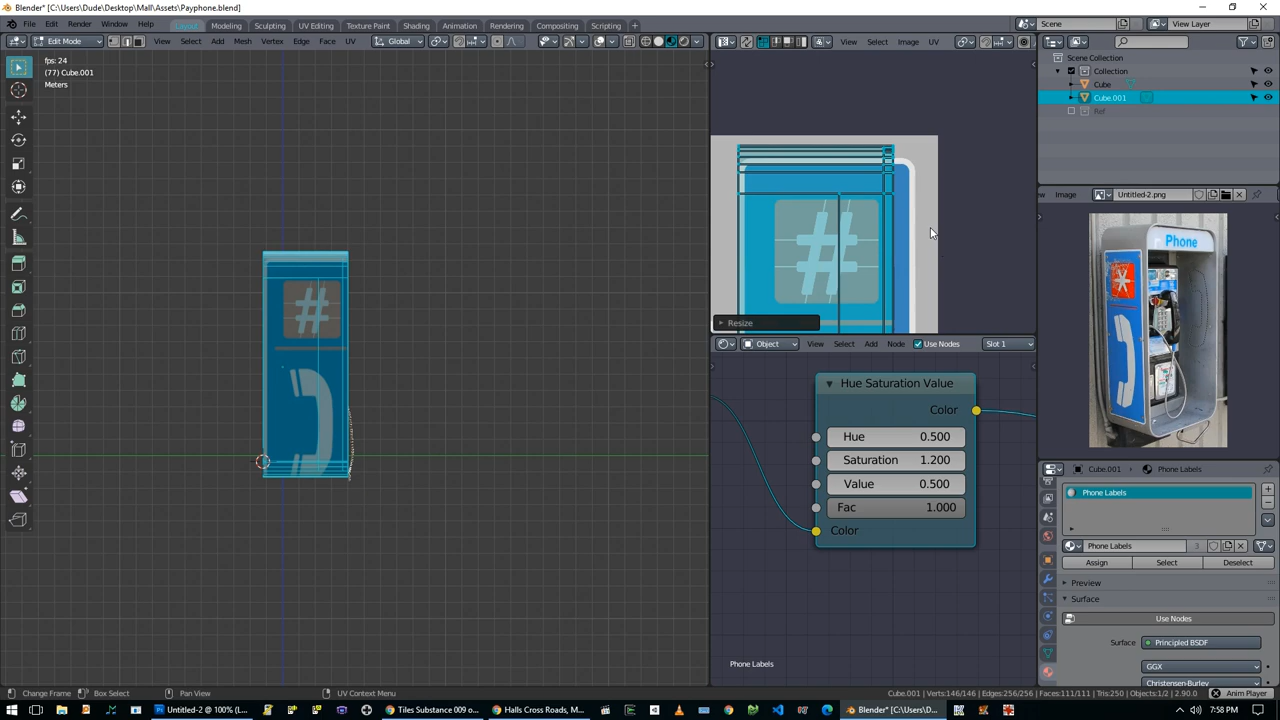 Blender* [C:\Users\Dude\Desktop\Mall\Assets\Payphone.blend]
File Edit Render Window Help Layout Modeling Sculpting UV Editing Texture Paint Shading Animation Rendering Compositing Scripting Scene View Layer
Edit Mode View Select Add Mesh Vertex Edge Face UV Global View Select Image UV
fps: 24
(77) Cube.001
Meters
Scene Collection
Collection
Cube
Cube.001
Ref
Image Untitled-2.png
#
#
Resize
Phone
Object View Select Add Node Use Nodes Slot 1
Hue Saturation Value
Color
Hue 0.500
Saturation 1.200
Value 0.500
Fac 1.000
Color
Phone Labels
Cube.001 Phone Labels
Phone Labels
Phone Labels 3
Assign Select Deselect
Preview
Surface
Use Nodes
Surface Principled BSDF
GGX
Christensen-Burley
Change Frame Box Select Pan View UV Context Menu Cube.001 | Verts:146/146 | Edges:256/256 | Faces:111/111 | Tris:250 | Objects:1/2 | 2.90.0 Anim Player
Untitled-2 @ 100% (L... Tiles Substance 009 o... Halls Cross Roads, M... Blender* [C:\Users\D... 7:58 PM